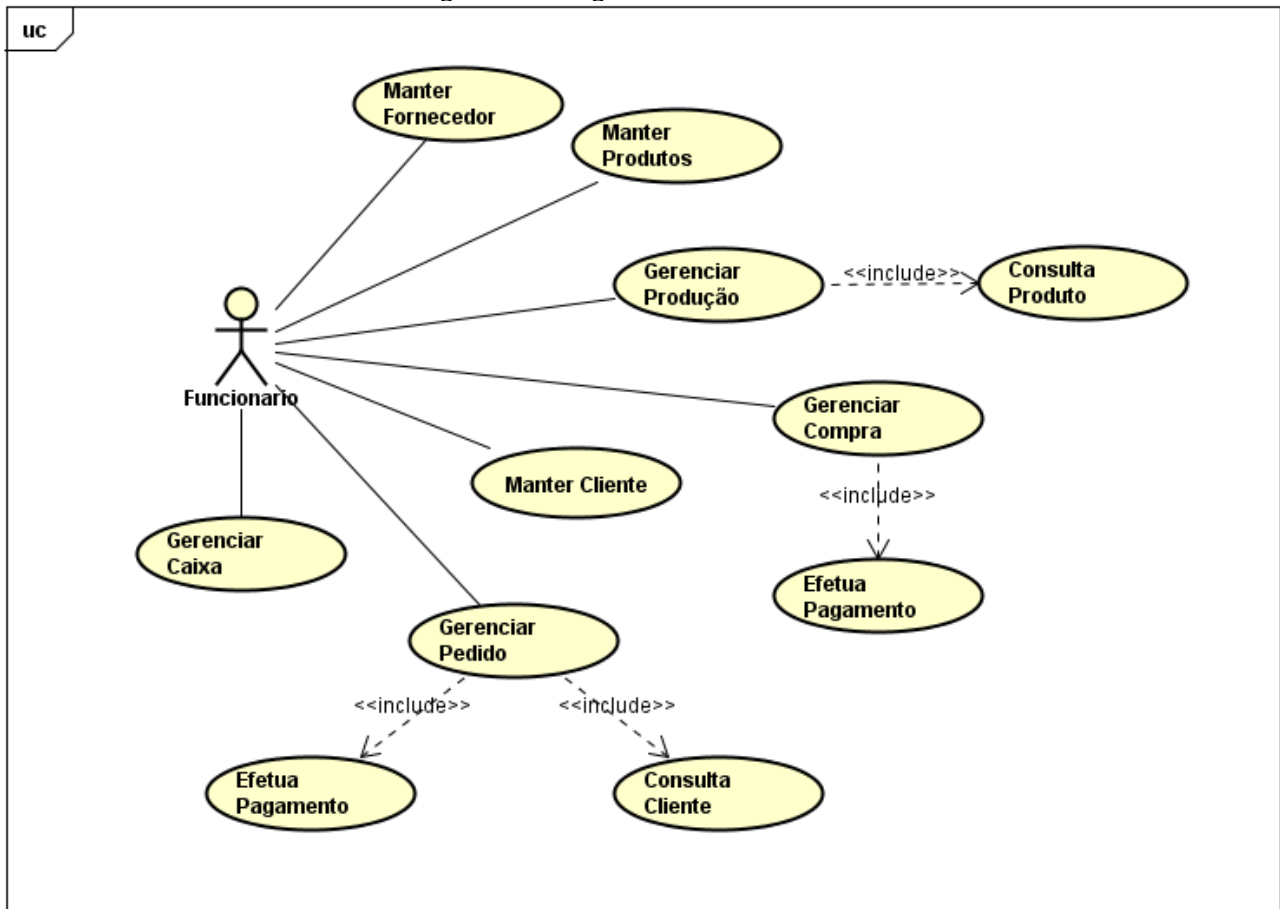 uc
Manter
Fornecedor
Manter
Produtos
Gerenciar
Produção
<<include>>
Consulta
Produto
Funcionario
Gerenciar
Compra
<<include>>
Manter Cliente
Gerenciar
Caixa
Efetua
Pagamento
Gerenciar
Pedido
<<include>>
<<include>>
Efetua
Pagamento
Consulta
Cliente